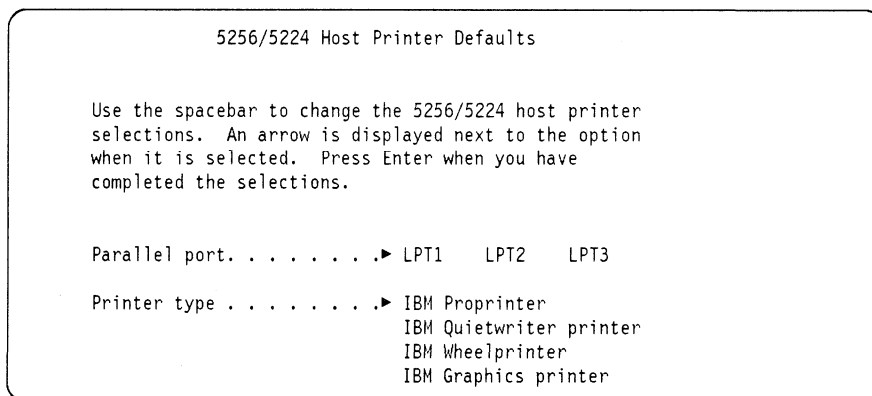 5256/5224 Host Printer Defaults
Use the spacebar to change the 5256/5224 host printer
selections. An arrow is displayed next to the option
when it is selected. Press Enter when you have
completed the selections.
Parallel port. . . . . . . .► LPT1 LPT2 LPT3
Printer type . . . . . . . .► IBM Proprinter
IBM Quietwriter printer
IBM Wheelprinter
IBM Graphics printer